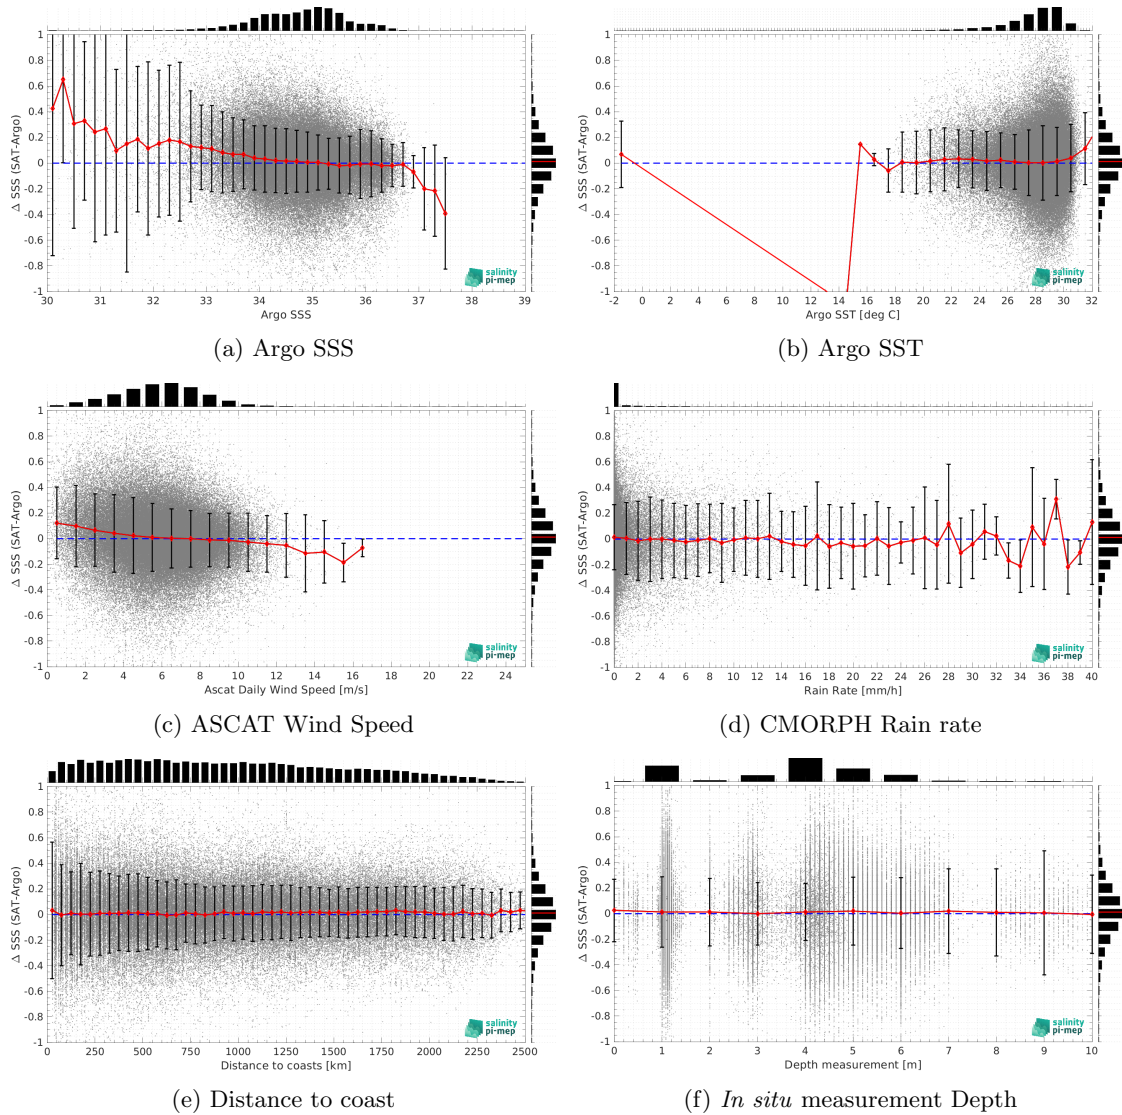 1
0.8
0.6
0.4
0.2
0
-0.2
-0.4
-0.6
-0.8
-1
Δ SSS (SAT-Argo)
30 31 32 33 34 35 36 37 38 39
Argo SSS
salinity
pi-mep
(a) Argo SSS
1
0.8
0.6
0.4
0.2
0
-0.2
-0.4
-0.6
-0.8
-1
Δ SSS (SAT-Argo)
-2 0 2 4 6 8 10 12 14 16 18 20 22 24 26 28 30 32
Argo SST [deg C]
salinity
pi-mep
(b) Argo SST
1
0.8
0.6
0.4
0.2
0
-0.2
-0.4
-0.6
-0.8
-1
Δ SSS (SAT-Argo)
0 2 4 6 8 10 12 14 16 18 20 22 24
Ascat Daily Wind Speed [m/s]
salinity
pi-mep
(c) ASCAT Wind Speed
1
0.8
0.6
0.4
0.2
0
-0.2
-0.4
-0.6
-0.8
-1
Δ SSS (SAT-Argo)
0 2 4 6 8 10 12 14 16 18 20 22 24 26 28 30 32 34 36 38 40
Rain Rate [mm/h]
salinity
pi-mep
(d) CMORPH Rain rate
1
0.8
0.6
0.4
0.2
0
-0.2
-0.4
-0.6
-0.8
-1
Δ SSS (SAT-Argo)
0 250 500 750 1000 1250 1500 1750 2000 2250 2500
Distance to coasts [km]
salinity
pi-mep
(e) Distance to coast
1
0.8
0.6
0.4
0.2
0
-0.2
-0.4
-0.6
-0.8
-1
Δ SSS (SAT-Argo)
0 1 2 3 4 5 6 7 8 9 10
Depth measurement [m]
salinity
pi-mep
(f) In situ measurement Depth